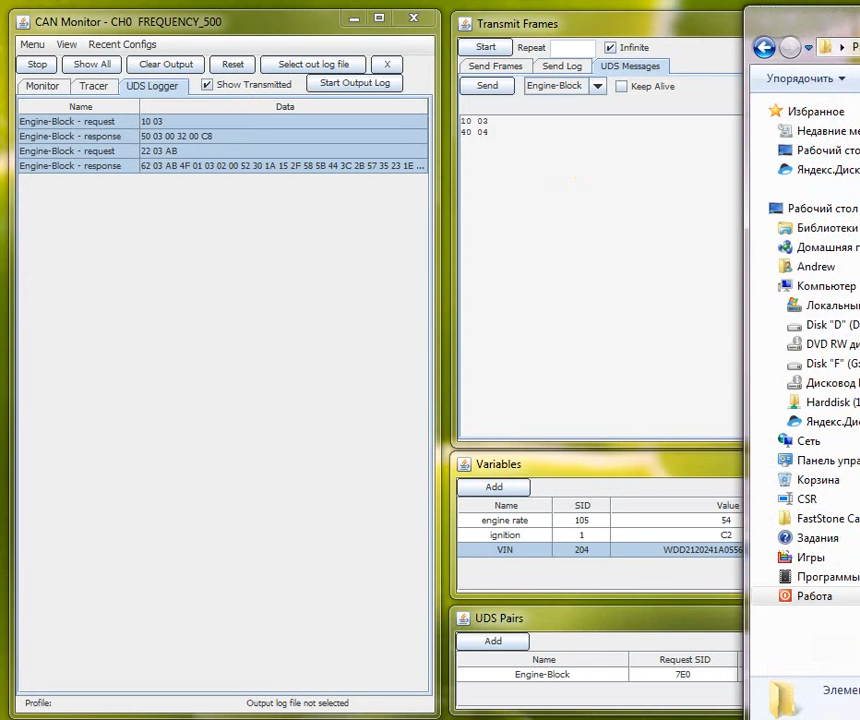 CAN Monitor - CH0 FREQUENCY_500
Menu View Recent Configs
Stop Show All Clear Output Reset Select out log file X
Monitor Tracer UDS Logger Show Transmitted Start Output Log
Name Data
Engine-Block - request 10 03
Engine-Block - response 50 03 00 32 00 C8
Engine-Block - request 22 03 AB
Engine-Block - response 62 03 AB 4F 01 03 02 00 52 30 1A 15 2F 58 5B 44 3C 2B 57 35 23 1E ...
Profile: Output log file not selected
Transmit Frames
Start Repeat Infinite
Send Frames Send Log UDS Messages
Send Engine-Block Keep Alive
10 03
40 04
Variables
Add
Name SID Value
engine rate 105 54
ignition 1 C2
VIN 204 WDD2120241A0556
UDS Pairs
Add
Name Request SID
Engine-Block 7E0
P
Упорядочить
Избранное
Недавние ме
Рабочий сто
Яндекс.Диск
Рабочий стол
Библиотеки
Домашняя г
Andrew
Компьютер
Локальны
Disk "D" (D
DVD RW ди
Disk "F" (G:
Дисковод
Harddisk (1
Яндекс.Ди
Сеть
Панель упра
Корзина
CSR
FastStone Ca
Задания
Игры
Программы
Работа
Элемен